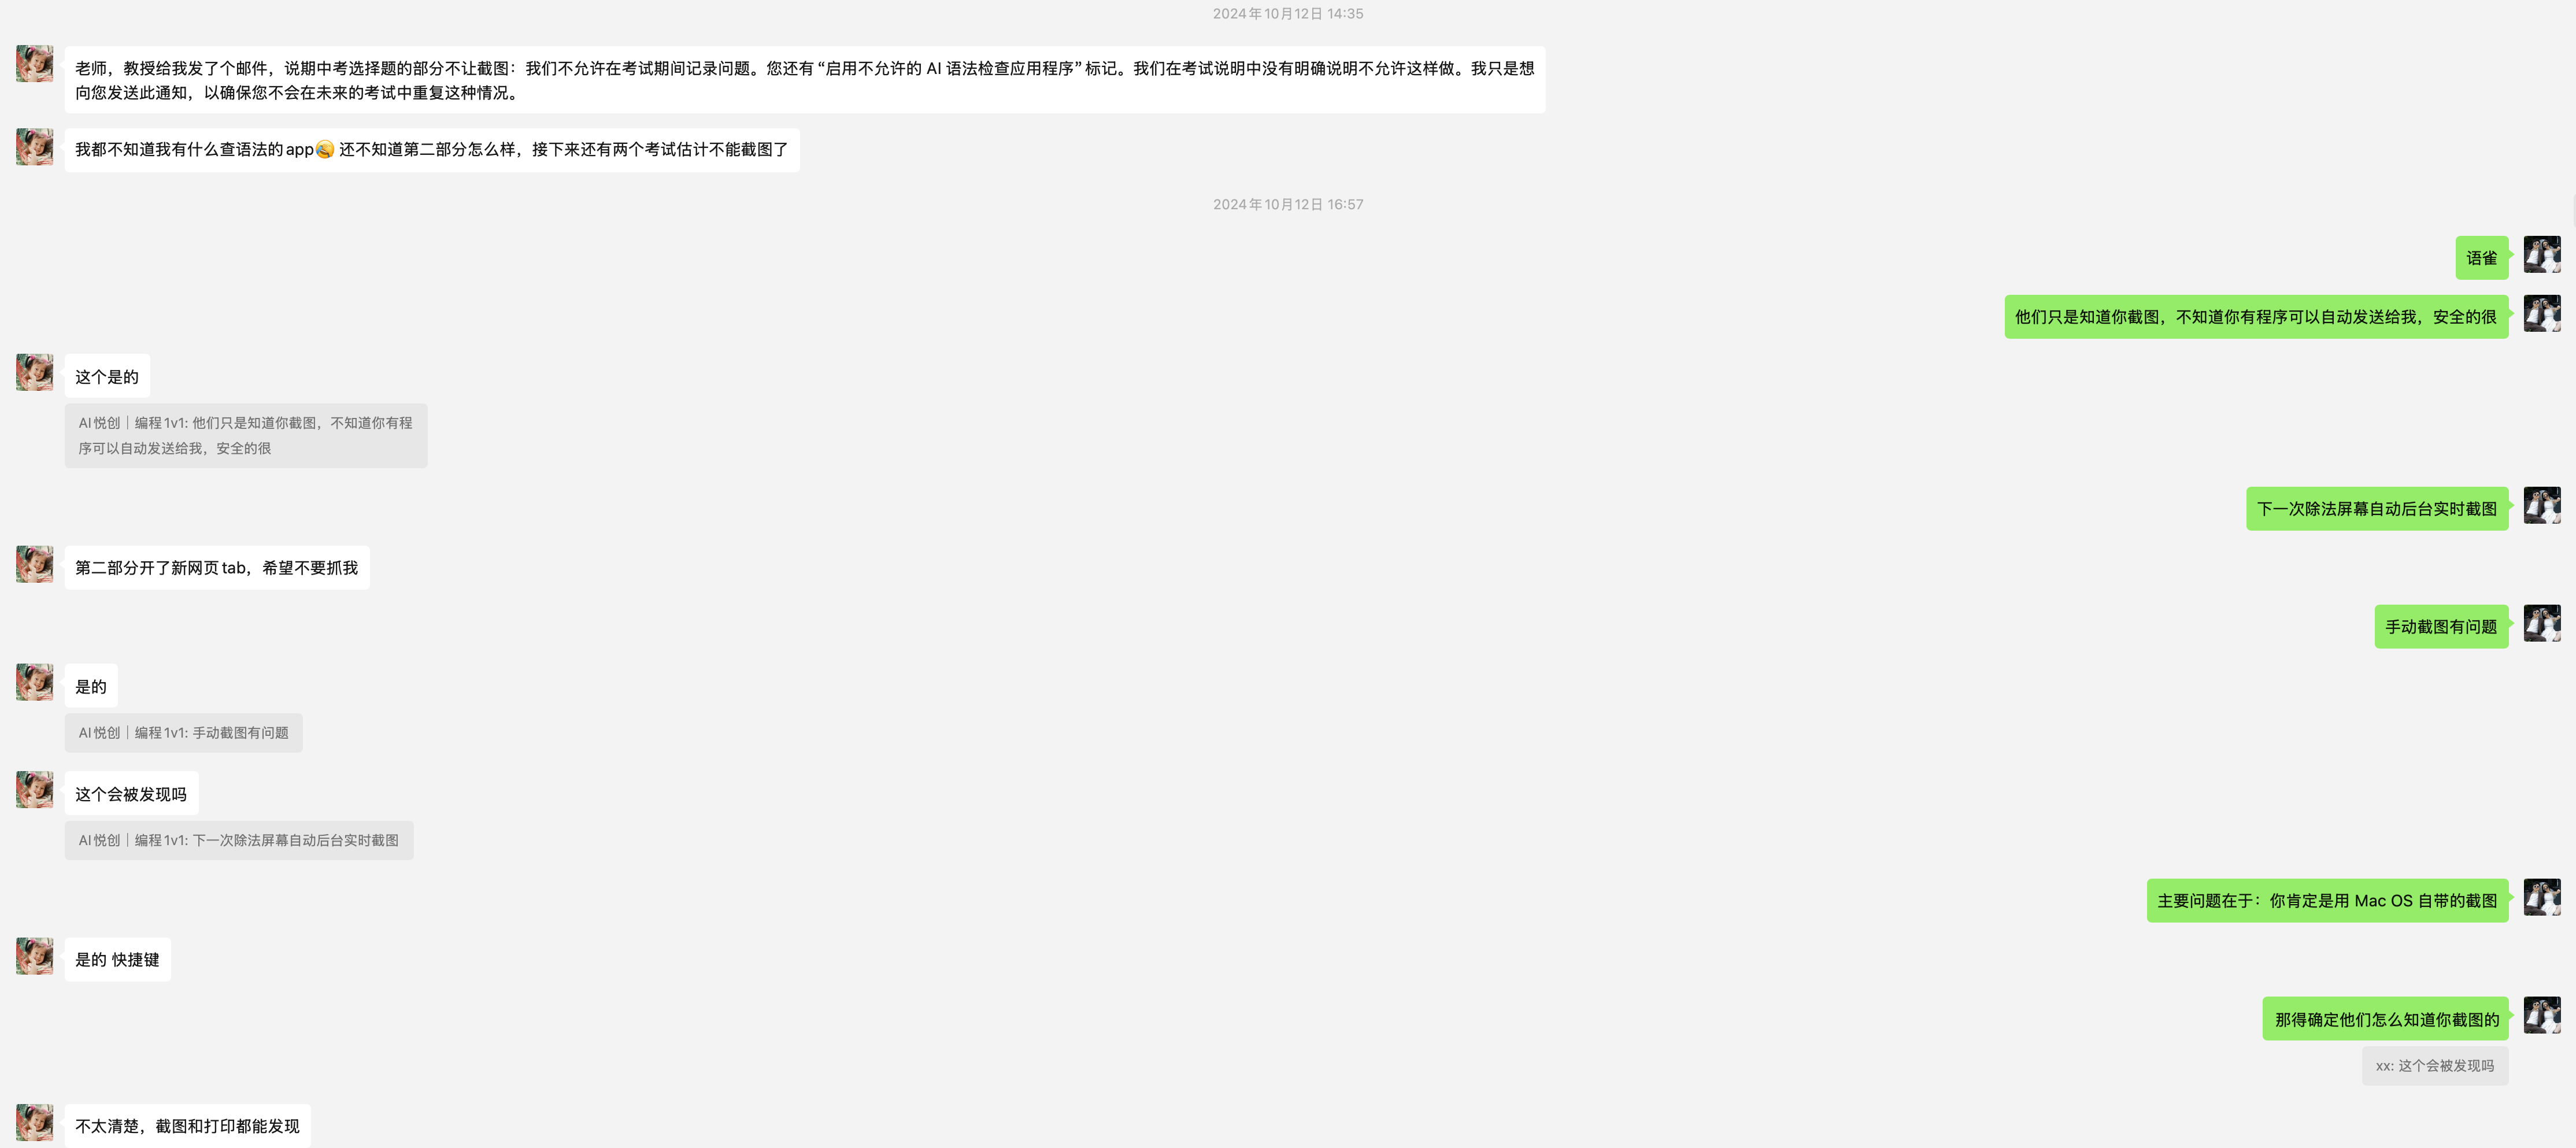 2024年10月12日 14:35
老师，教授给我发了个邮件，说期中考选择题的部分不让截图：我们不允许在考试期间记录问题。您还有“启用不允许的 AI 语法检查应用程序”标记。我们在考试说明中没有明确说明不允许这样做。我只是想
向您发送此通知，以确保您不会在未来的考试中重复这种情况。
我都不知道我有什么查语法的app😂 还不知道第二部分怎么样，接下来还有两个考试估计不能截图了
2024年10月12日 16:57
语雀
他们只是知道你截图，不知道你有程序可以自动发送给我，安全的很
这个是的
AI悦创｜编程1v1: 他们只是知道你截图，不知道你有程
序可以自动发送给我，安全的很
下一次除法屏幕自动后台实时截图
第二部分开了新网页tab，希望不要抓我
手动截图有问题
是的
AI悦创｜编程1v1: 手动截图有问题
这个会被发现吗
AI悦创｜编程1v1: 下一次除法屏幕自动后台实时截图
主要问题在于：你肯定是用 Mac OS 自带的截图
是的 快捷键
那得确定他们怎么知道你截图的
xx: 这个会被发现吗
不太清楚，截图和打印都能发现